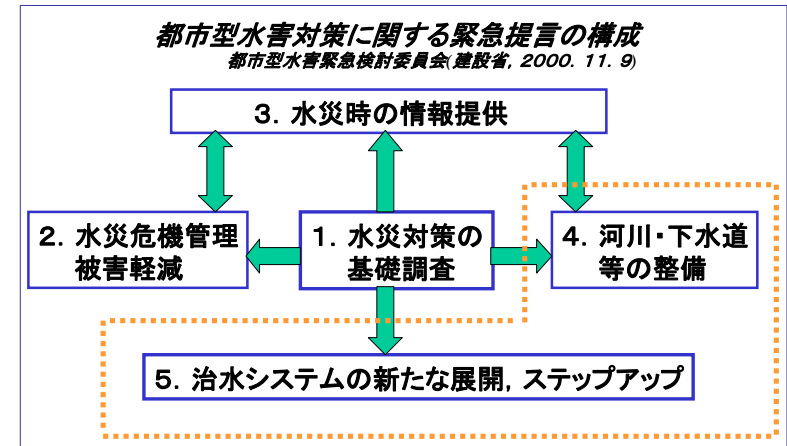 都市型水害対策に関する緊急提言の構成
都市型水害緊急検討委員会(建設省, 2000. 11. 9)
3. 水災時の情報提供
2. 水災危機管理
被害軽減
1. 水災対策の
基礎調査
4. 河川・下水道
等の整備
5. 治水システムの新たな展開, ステップアップ